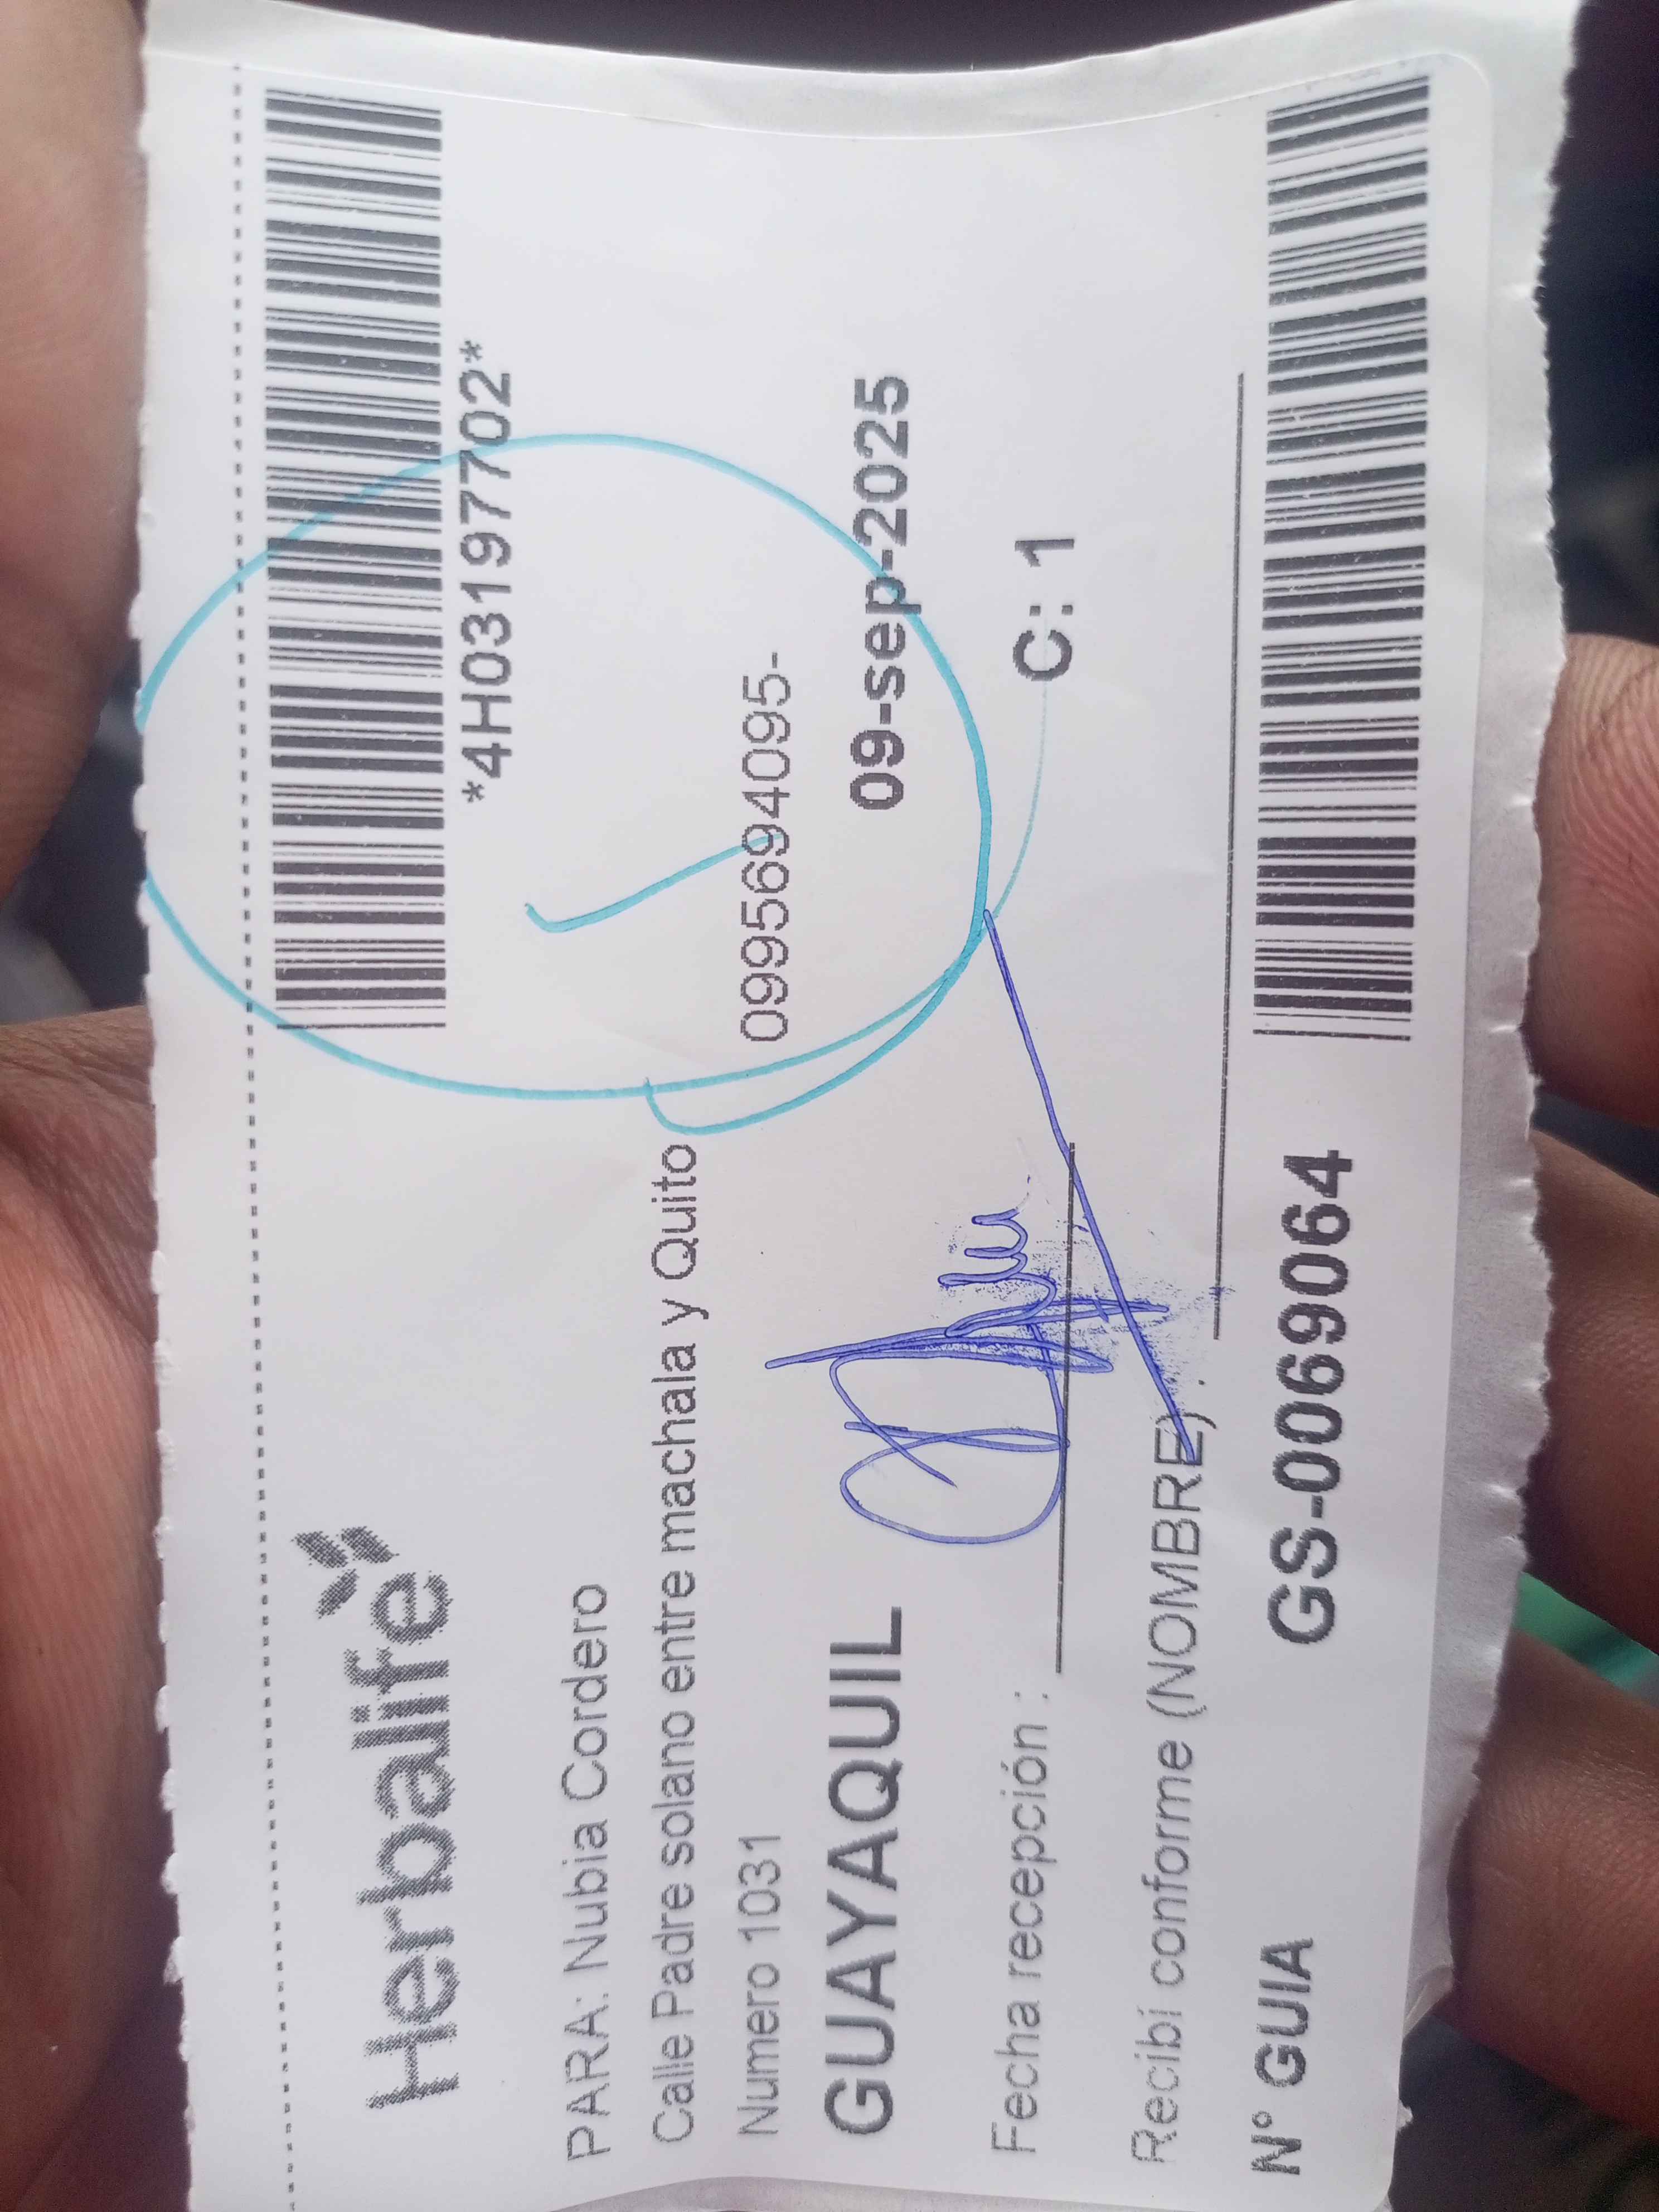 Herbalife
*4H03197702*
PARA: Nubia Cordero
Calle Padre solano entre machala y Quito
Numero 1031
0995694095-
GUAYAQUIL
09-sep-2025
Fecha recepción :
C: 1
Recibí conforme (NOMBRE) :
N° GUIA
GS-0069064